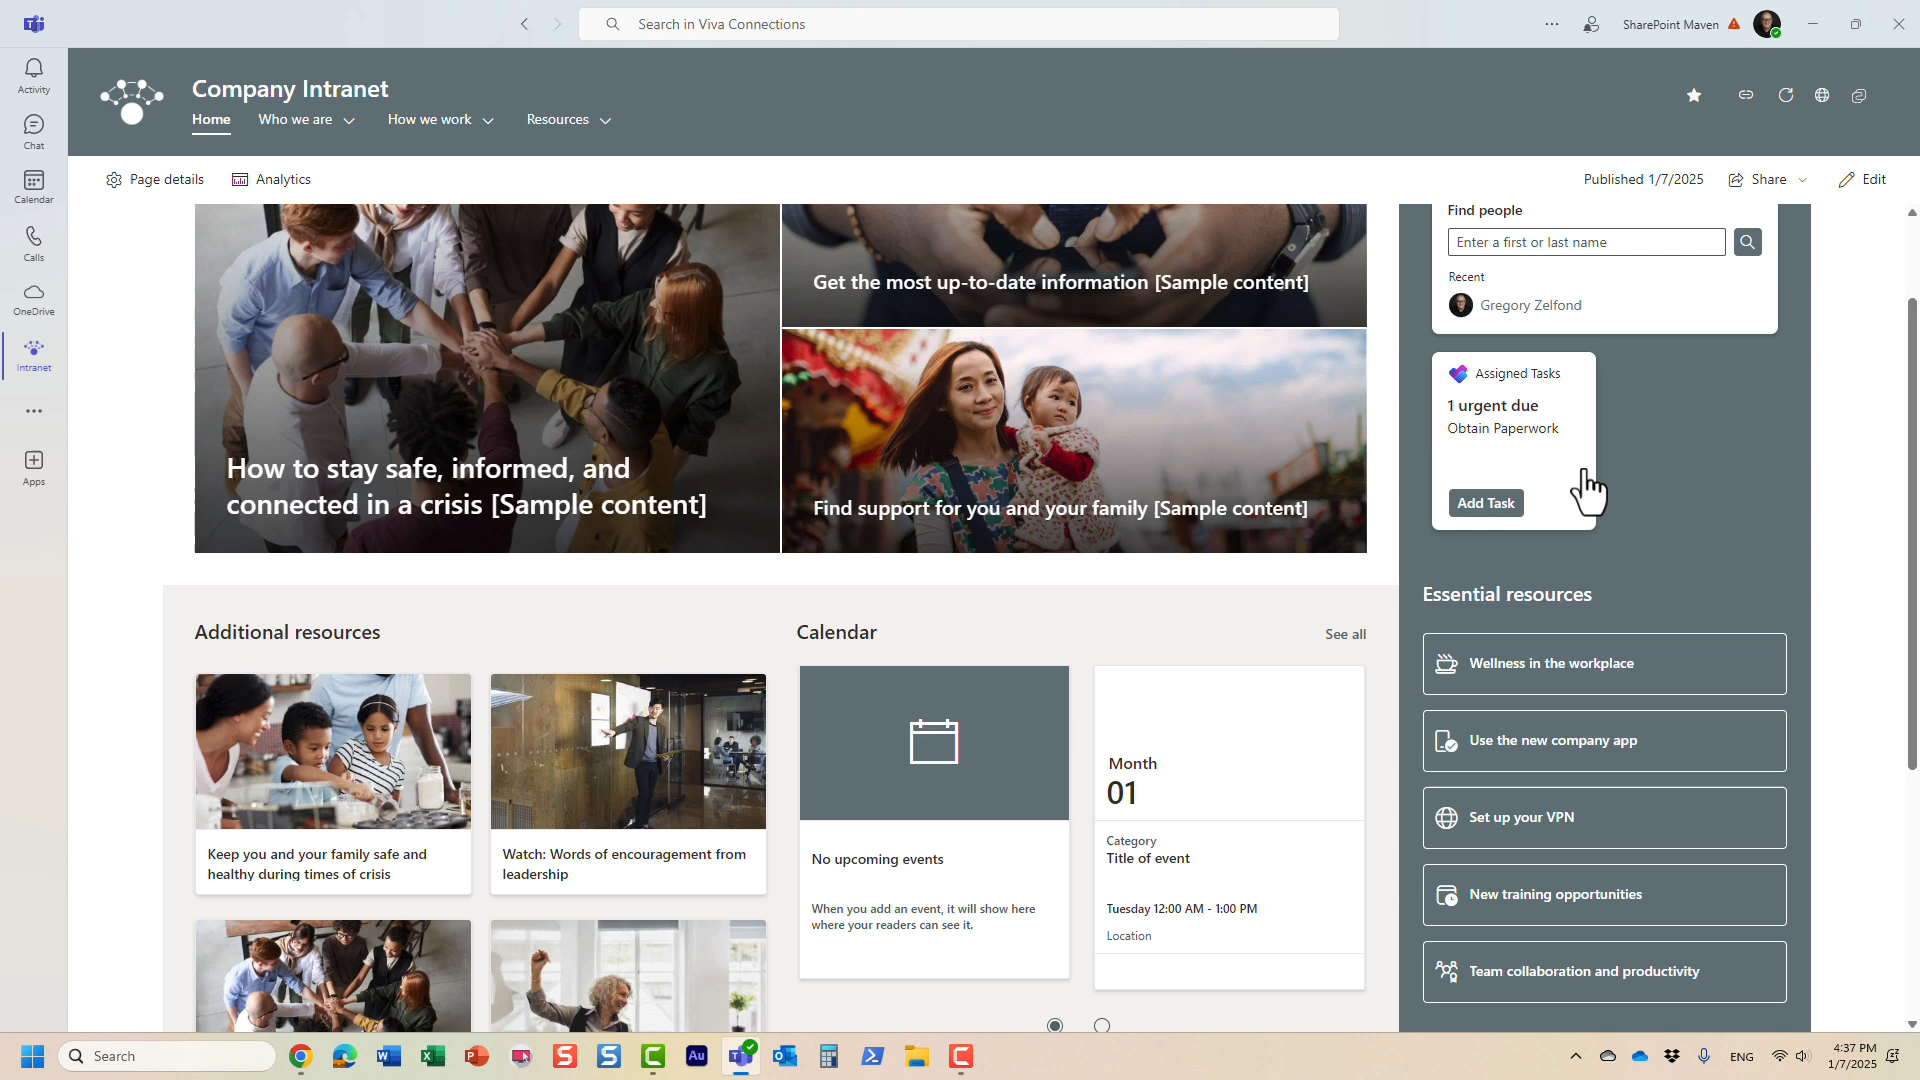 Search in Viva Connections
SharePoint Maven
Activity
Chat
Calendar
Calls
OneDrive
Intranet
Apps
Company Intranet
Home
Who we are
How we work
Resources
Page details
Analytics
Published 1/7/2025
Share
Edit
How to stay safe, informed, and
connected in a crisis [Sample content]
Get the most up-to-date information [Sample content]
Find support for you and your family [Sample content]
Find people
Enter a first or last name
Recent
Gregory Zelfond
Assigned Tasks
1 urgent due
Obtain Paperwork
Add Task
Additional resources
Keep you and your family safe and
healthy during times of crisis
Watch: Words of encouragement from
leadership
Calendar
See all
No upcoming events
When you add an event, it will show here
where your readers can see it.
Month
01
Category
Title of event
Tuesday 12:00 AM - 1:00 PM
Location
Essential resources
Wellness in the workplace
Use the new company app
Set up your VPN
New training opportunities
Team collaboration and productivity
Search
Au
ENG
4:37 PM
1/7/2025